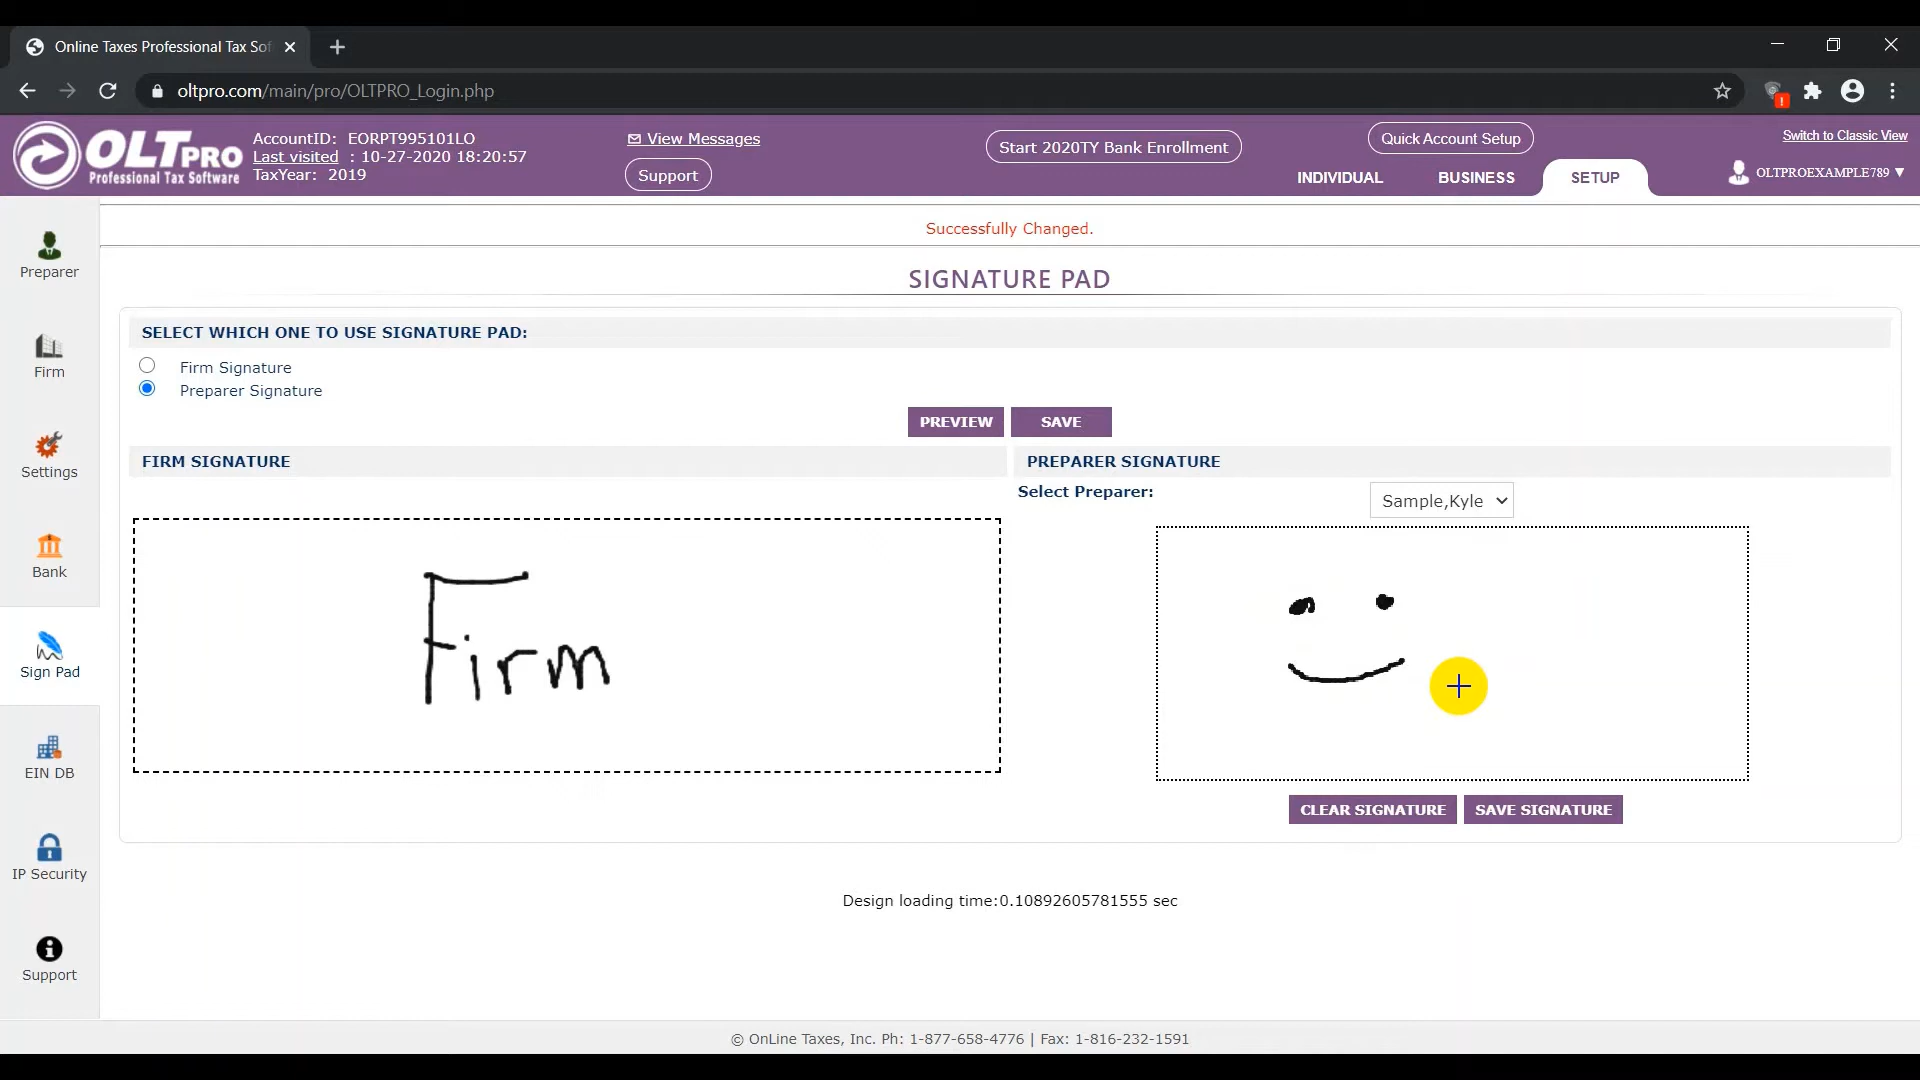 Online Taxes Professional Tax Sof
oltpro.com/main/pro/OLTPRO_Login.php
OLTPRO
Professional Tax Software
AccountID: EORPT995101LO
Last visited : 10-27-2020 18:20:57
TaxYear: 2019
View Messages
Support
Start 2020TY Bank Enrollment
Quick Account Setup
Switch to Classic View
INDIVIDUAL
BUSINESS
SETUP
OLTPROEXAMPLE789 ▼
Preparer
Firm
Settings
Bank
Sign Pad
EIN DB
IP Security
Support
Successfully Changed.
SIGNATURE PAD
SELECT WHICH ONE TO USE SIGNATURE PAD:
Firm Signature
Preparer Signature
PREVIEW
SAVE
FIRM SIGNATURE
PREPARER SIGNATURE
Select Preparer:
Sample,Kyle
Firm
CLEAR SIGNATURE
SAVE SIGNATURE
Design loading time:0.10892605781555 sec
© OnLine Taxes, Inc. Ph: 1-877-658-4776 | Fax: 1-816-232-1591